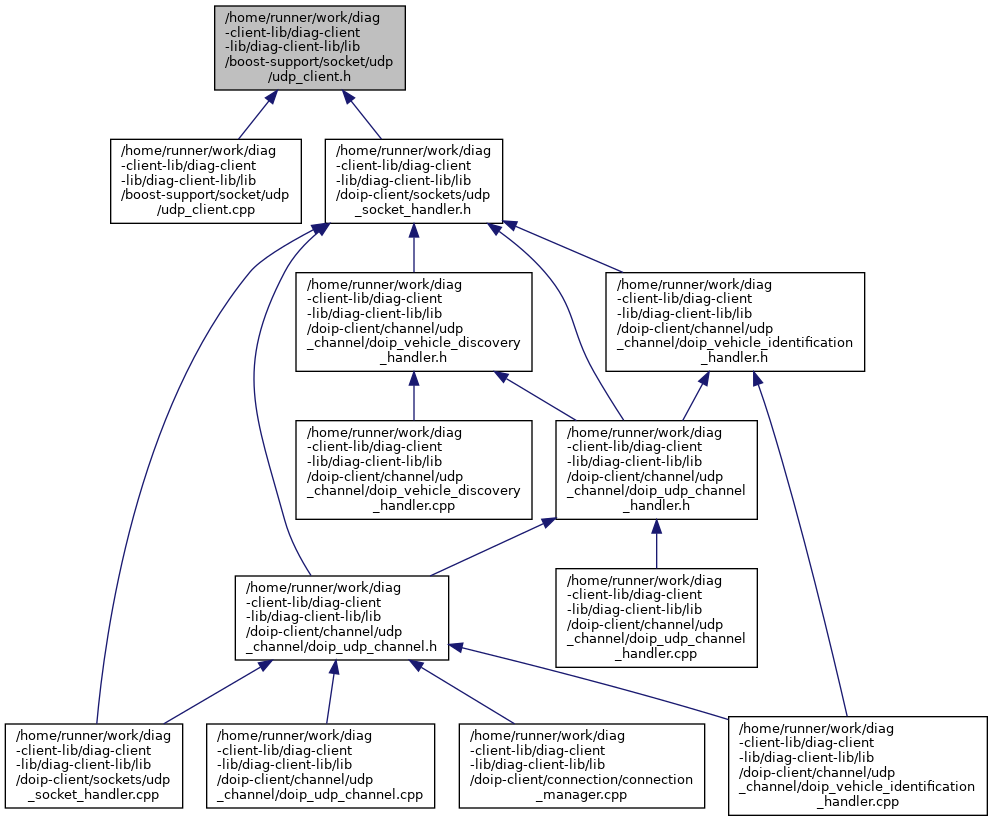 /home/runner/work/diag
-client-lib/diag-client
-lib/diag-client-lib/lib
/boost-support/socket/udp
/udp_client.h
/home/runner/work/diag
-client-lib/diag-client
-lib/diag-client-lib/lib
/boost-support/socket/udp
/udp_client.cpp
/home/runner/work/diag
-client-lib/diag-client
-lib/diag-client-lib/lib
/doip-client/sockets/udp
_socket_handler.h
/home/runner/work/diag
-client-lib/diag-client
-lib/diag-client-lib/lib
/doip-client/channel/udp
_channel/doip_vehicle_discovery
_handler.h
/home/runner/work/diag
-client-lib/diag-client
-lib/diag-client-lib/lib
/doip-client/channel/udp
_channel/doip_vehicle_identification
_handler.h
/home/runner/work/diag
-client-lib/diag-client
-lib/diag-client-lib/lib
/doip-client/channel/udp
_channel/doip_vehicle_discovery
_handler.cpp
/home/runner/work/diag
-client-lib/diag-client
-lib/diag-client-lib/lib
/doip-client/channel/udp
_channel/doip_udp_channel
_handler.h
/home/runner/work/diag
-client-lib/diag-client
-lib/diag-client-lib/lib
/doip-client/channel/udp
_channel/doip_udp_channel.h
/home/runner/work/diag
-client-lib/diag-client
-lib/diag-client-lib/lib
/doip-client/channel/udp
_channel/doip_udp_channel
_handler.cpp
/home/runner/work/diag
-client-lib/diag-client
-lib/diag-client-lib/lib
/doip-client/sockets/udp
_socket_handler.cpp
/home/runner/work/diag
-client-lib/diag-client
-lib/diag-client-lib/lib
/doip-client/channel/udp
_channel/doip_udp_channel.cpp
/home/runner/work/diag
-client-lib/diag-client
-lib/diag-client-lib/lib
/doip-client/connection/connection
_manager.cpp
/home/runner/work/diag
-client-lib/diag-client
-lib/diag-client-lib/lib
/doip-client/channel/udp
_channel/doip_vehicle_identification
_handler.cpp